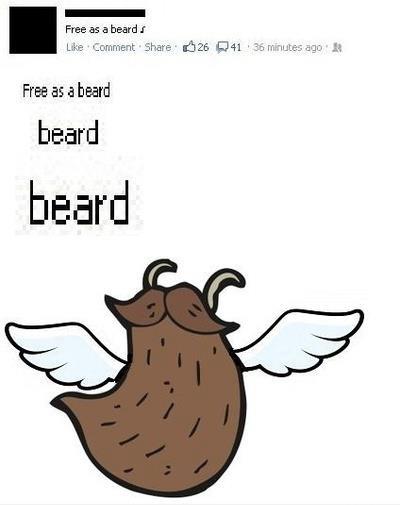 Free as a beard ♪
Like · Comment · Share · 26 41 · 36 minutes ago ·
Free as a beard
beard
beard